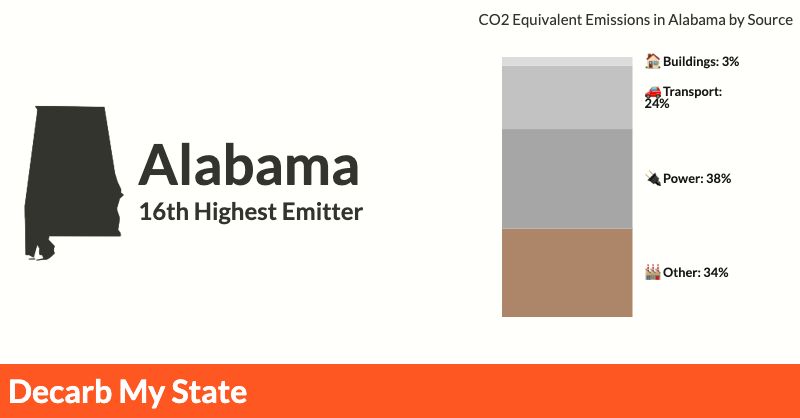 CO2 Equivalent Emissions in Alabama by Source
Buildings: 3%
Transport:
24%
Power: 38%
Other: 34%
Alabama
16th Highest Emitter
Decarb My State